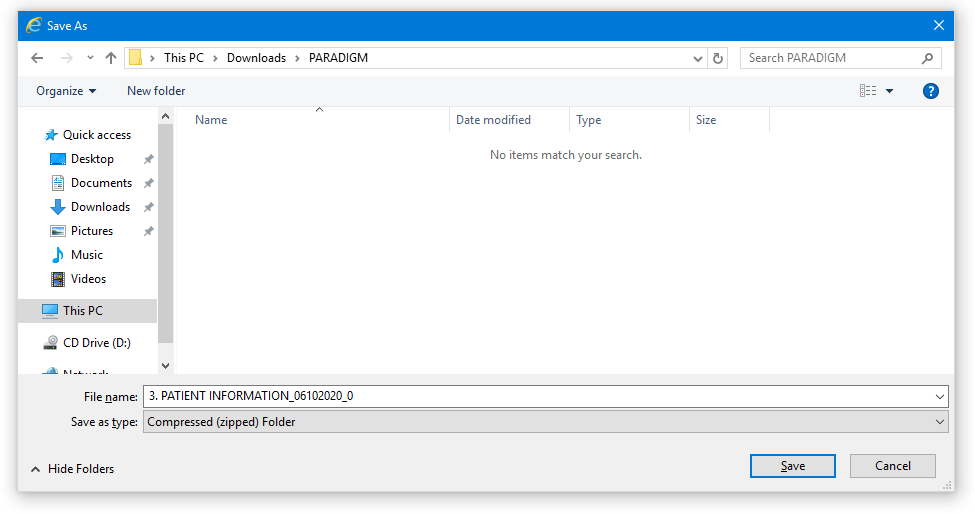 Save As
This PC > Downloads > PARADIGM
Search PARADIGM
Organize
New folder
?
Name
Date modified
Type
Size
No items match your search.
Quick access
Desktop
Documents
Downloads
Pictures
Music
Videos
This PC
CD Drive (D:)
Network
File name: 3. PATIENT INFORMATION_06102020_0
Save as type: Compressed (zipped) Folder
Hide Folders
Save
Cancel